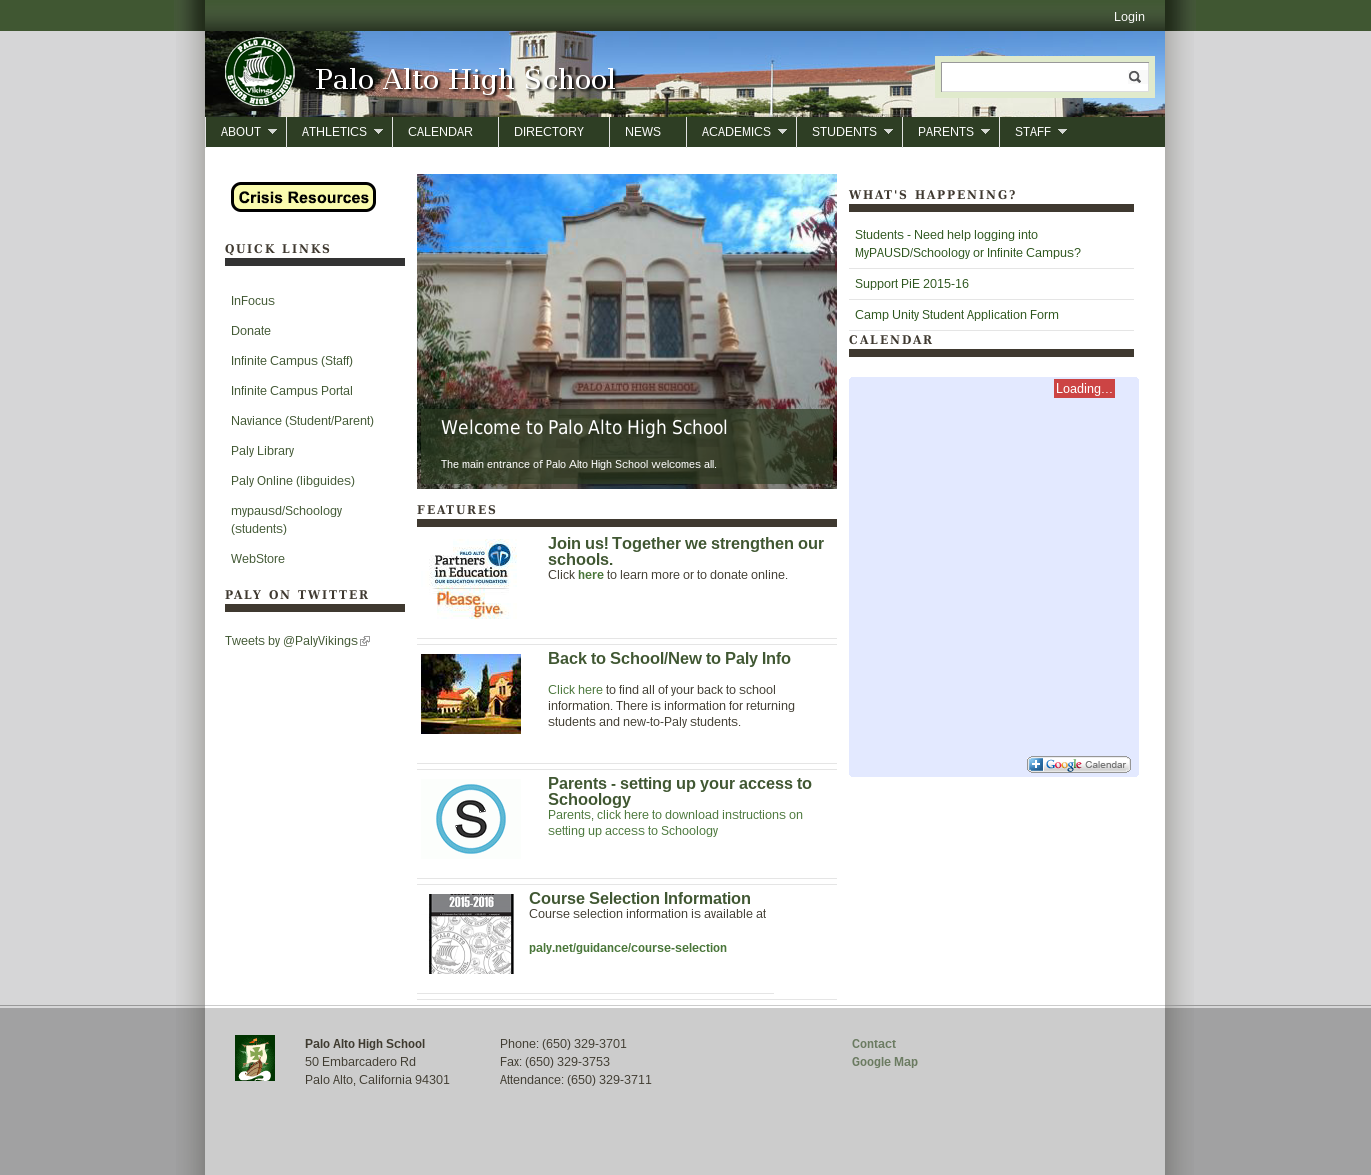 Login
PALO ALTO
SENIOR HIGH SCHOOL
Vikings
Palo Alto High School
ABOUT
ATHLETICS
CALENDAR
DIRECTORY
NEWS
ACADEMICS
STUDENTS
PARENTS
STAFF
Crisis Resources
QUICK LINKS
InFocus
Donate
Infinite Campus (Staff)
Infinite Campus Portal
Naviance (Student/Parent)
Paly Library
Paly Online (libguides)
mypausd/Schoology
(students)
WebStore
PALY ON TWITTER
Tweets by @PalyVikings
PALO ALTO HIGH SCHOOL
Welcome to Palo Alto High School
The main entrance of Palo Alto High School welcomes all.
FEATURES
PALO ALTO
Partners
in Education
OUR EDUCATION FOUNDATION
Please
give.
Join us! Together we strengthen our
schools.
Click here to learn more or to donate online.
Back to School/New to Paly Info
Click here to find all of your back to school
information. There is information for returning
students and new-to-Paly students.
S
Parents - setting up your access to
Schoology
Parents, click here to download instructions on
setting up access to Schoology
2015-2016
Course Selection Information
Course selection information is available at
paly.net/guidance/course-selection
WHAT'S HAPPENING?
Students - Need help logging into
MyPAUSD/Schoology or Infinite Campus?
Support PiE 2015-16
Camp Unity Student Application Form
CALENDAR
Loading...
Google Calendar
Palo Alto High School
50 Embarcadero Rd
Palo Alto, California 94301
Phone: (650) 329-3701
Fax: (650) 329-3753
Attendance: (650) 329-3711
Contact
Google Map